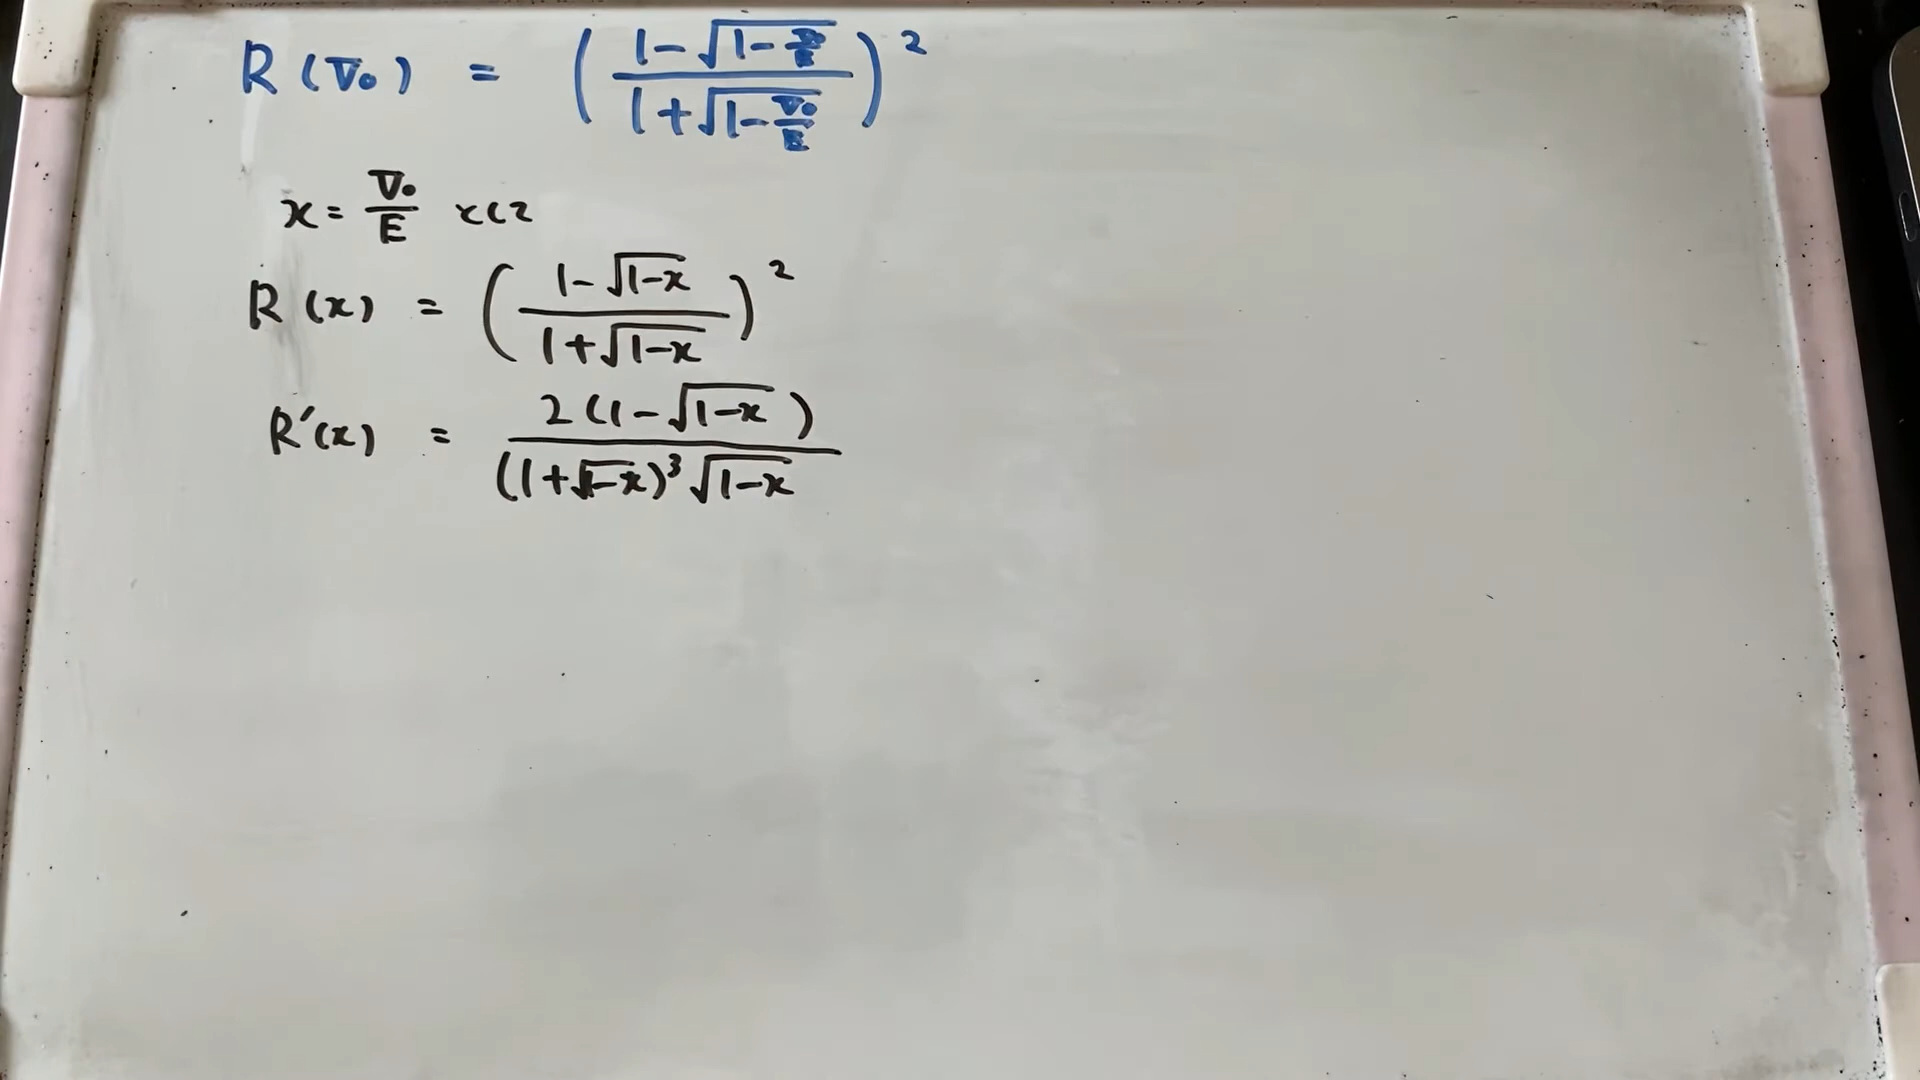 R(V₀) = ( (1-√(1-V₀/E)) / (1+√(1-V₀/E)) )²
x = V₀/E x<2
R(x) = ( (1-√(1-x)) / (1+√(1-x)) )²
R′(x) = 2(1-√(1-x)) / ((1+√(1-x))³√(1-x))